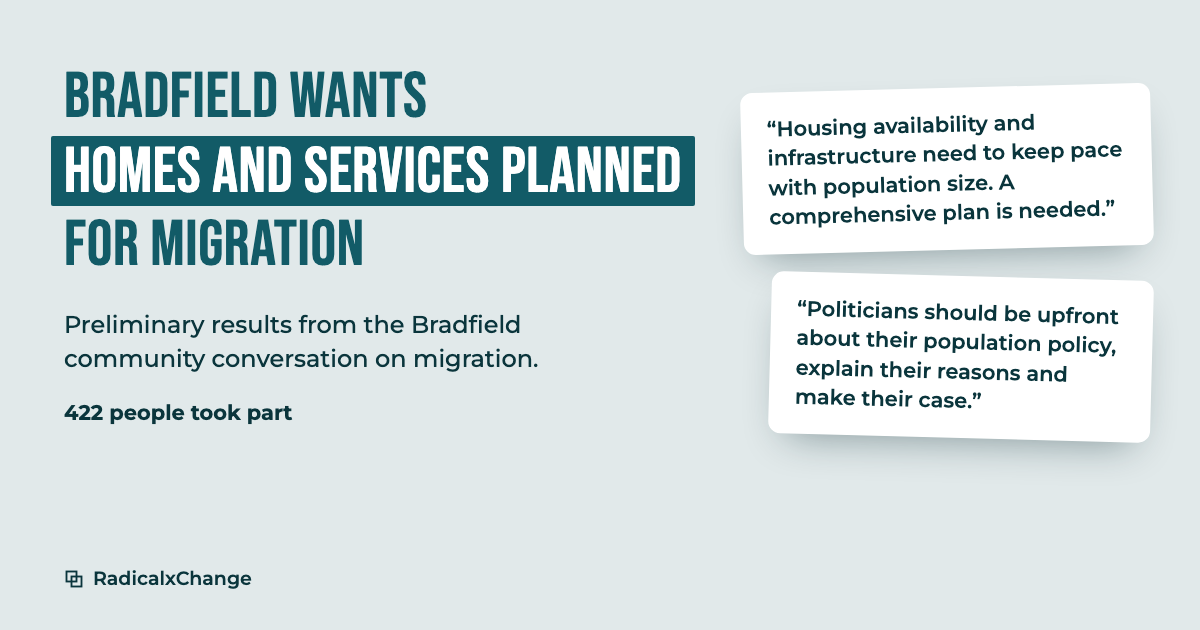 BRADFIELD WANTS
HOMES AND SERVICES PLANNED
FOR MIGRATION
Preliminary results from the Bradfield
community conversation on migration.
422 people took part
RadicalxChange
“Housing availability and
infrastructure need to keep pace
with population size. A
comprehensive plan is needed.”
“Politicians should be upfront
about their population policy,
explain their reasons and
make their case.”